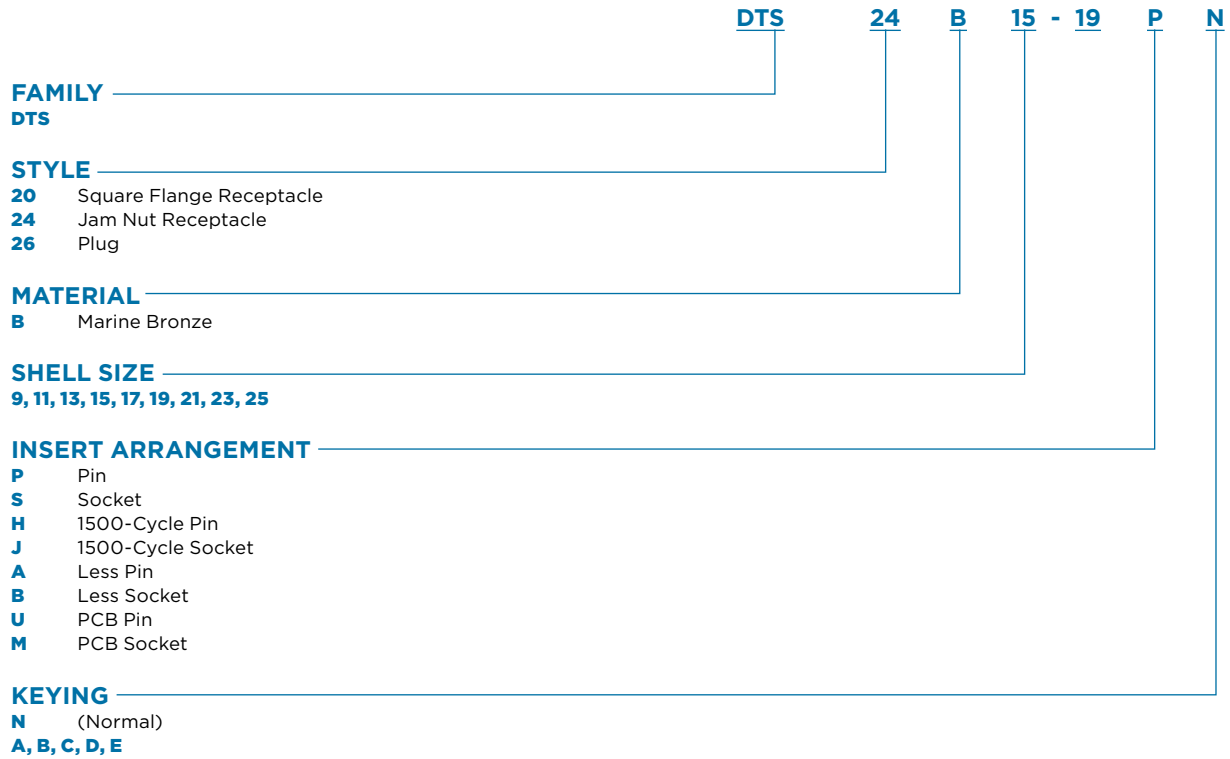 DTS 24 B 15 - 19 P N
FAMILY
DTS
STYLE
20 Square Flange Receptacle
24 Jam Nut Receptacle
26 Plug
MATERIAL
B Marine Bronze
SHELL SIZE
9, 11, 13, 15, 17, 19, 21, 23, 25
INSERT ARRANGEMENT
P Pin
S Socket
H 1500-Cycle Pin
J 1500-Cycle Socket
A Less Pin
B Less Socket
U PCB Pin
M PCB Socket
KEYING
N (Normal)
A, B, C, D, E